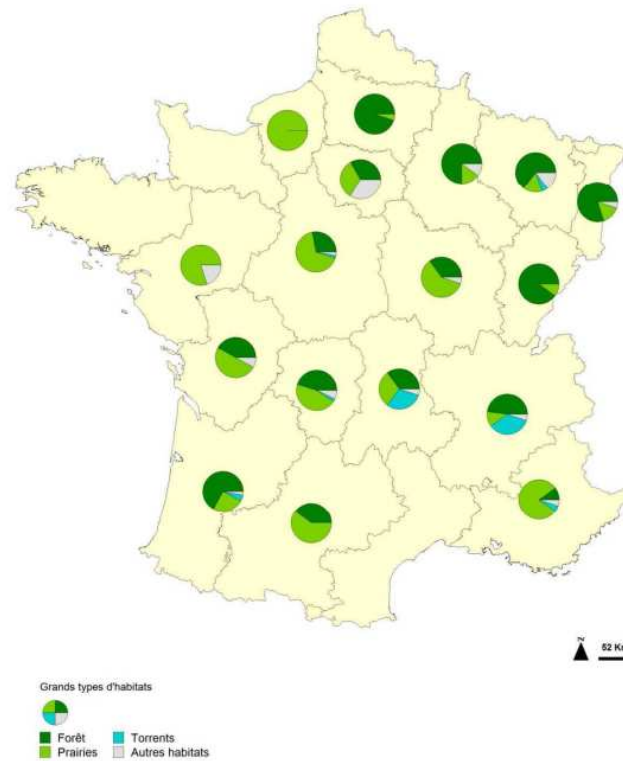 N
52 K
Grands types d'habitats
Forêt Torrents
Prairies Autres habitats